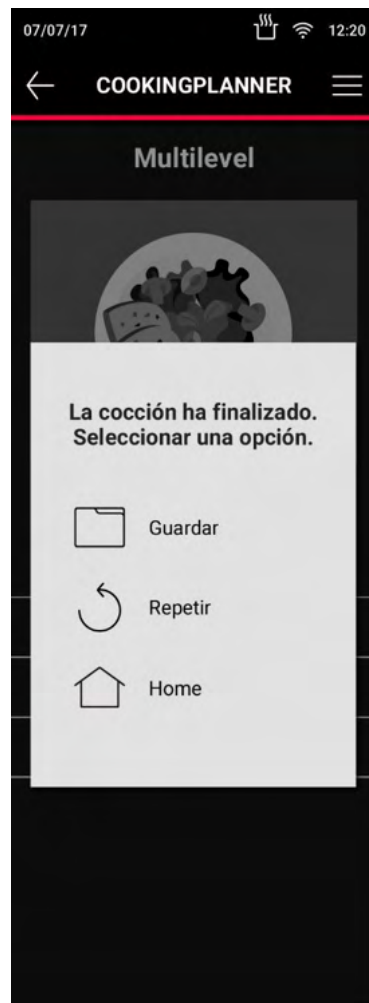 07/07/17 12:20
COOKINGPLANNER
Multilevel
La cocción ha finalizado.
Seleccionar una opción.
Guardar
Repetir
Home